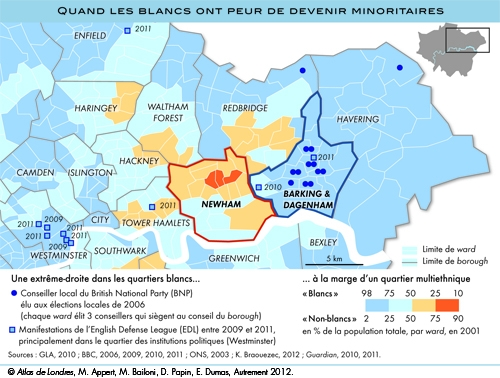 QUAND LES BLANCS ONT PEUR DE DEVENIR MINORITAIRES
ENFIELD
2011
HARINGEY
WALTHAM
FOREST
REDBRIDGE
HAVERING
HACKNEY
CAMDEN
ISLINGTON
2011
2010
2011
NEWHAM
BARKING &
DAGENHAM
2011
2009
2011
2011
2011
CITY
TOWER HAMLETS
WESTMINSTER
SOUTHWARK
GREENWICH
BEXLEY
5 km
Limite de ward
Limite de borough
Une extrême-droite dans les quartiers blancs...
Conseiller local du British National Party (BNP)
élu aux élections locales de 2006
(chaque ward élit 3 conseillers qui siègent au conseil du borough)
Manifestations de l'English Defense League (EDL) entre 2009 et 2011,
principalement dans le quartier des institutions politiques (Westminster)
... à la marge d'un quartier multiethnique
« Blancs » 98 75 50 25 10
« Non-blancs » 2 25 50 75 90
en % de la population totale, par ward, en 2001
Sources : GLA, 2010 ; BBC, 2006, 2009, 2010, 2011 ; ONS, 2003 ; K. Braouezec, 2012 ; Guardian, 2010, 2011.
© Atlas de Londres, M. Appert, M. Bailoni, D. Papin, E. Dumas, Autrement 2012.